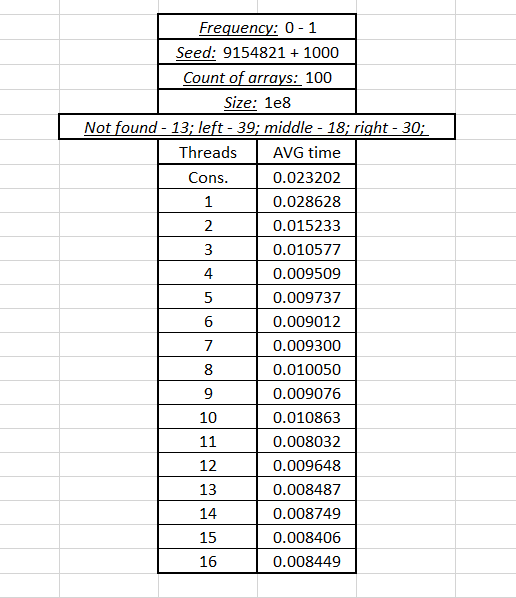 Frequency: 0 - 1
Seed: 9154821 + 1000
Count of arrays: 100
Size: 1e8
Not found - 13; left - 39; middle - 18; right - 30;
Threads AVG time
Cons. 0.023202
1 0.028628
2 0.015233
3 0.010577
4 0.009509
5 0.009737
6 0.009012
7 0.009300
8 0.010050
9 0.009076
10 0.010863
11 0.008032
12 0.009648
13 0.008487
14 0.008749
15 0.008406
16 0.008449